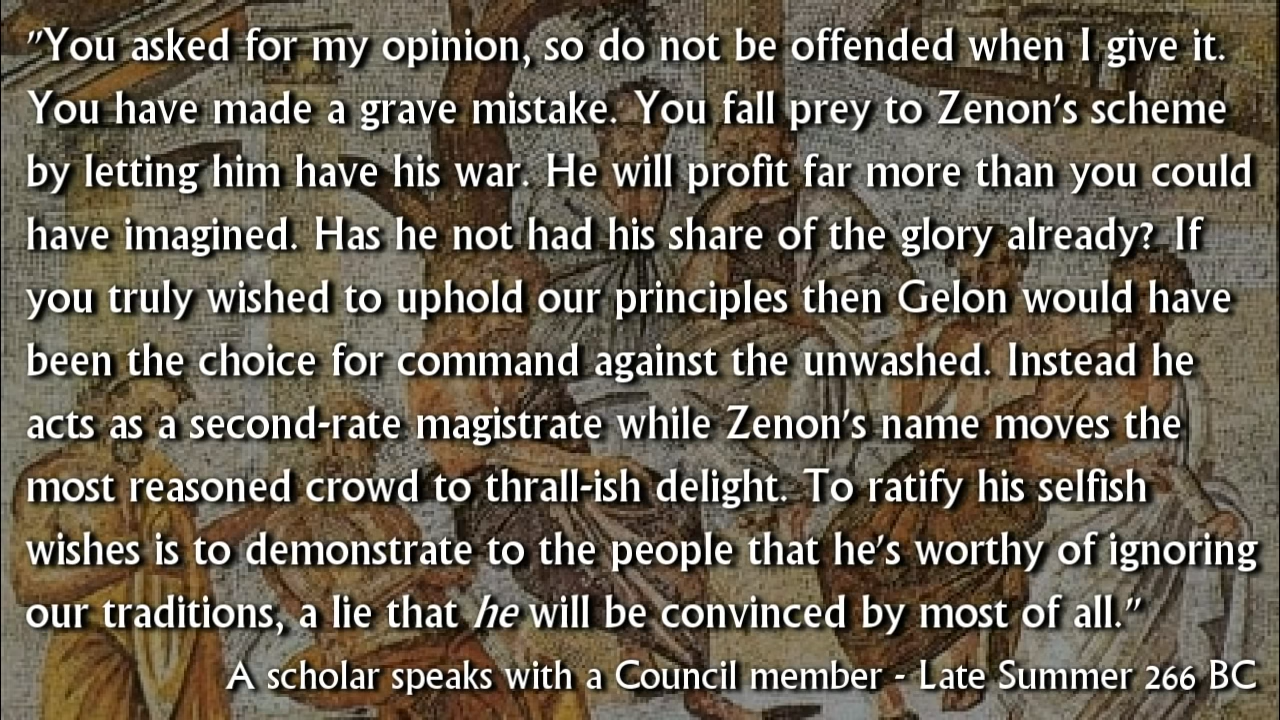 "You asked for my opinion, so do not be offended when I give it.
You have made a grave mistake. You fall prey to Zenon's scheme
by letting him have his war. He will profit far more than you could
have imagined. Has he not had his share of the glory already? If
you truly wished to uphold our principles then Gelon would have
been the choice for command against the unwashed. Instead he
acts as a second-rate magistrate while Zenon's name moves the
most reasoned crowd to thrall-ish delight. To ratify his selfish
wishes is to demonstrate to the people that he's worthy of ignoring
our traditions, a lie that he will be convinced by most of all."
A scholar speaks with a Council member - Late Summer 266 BC